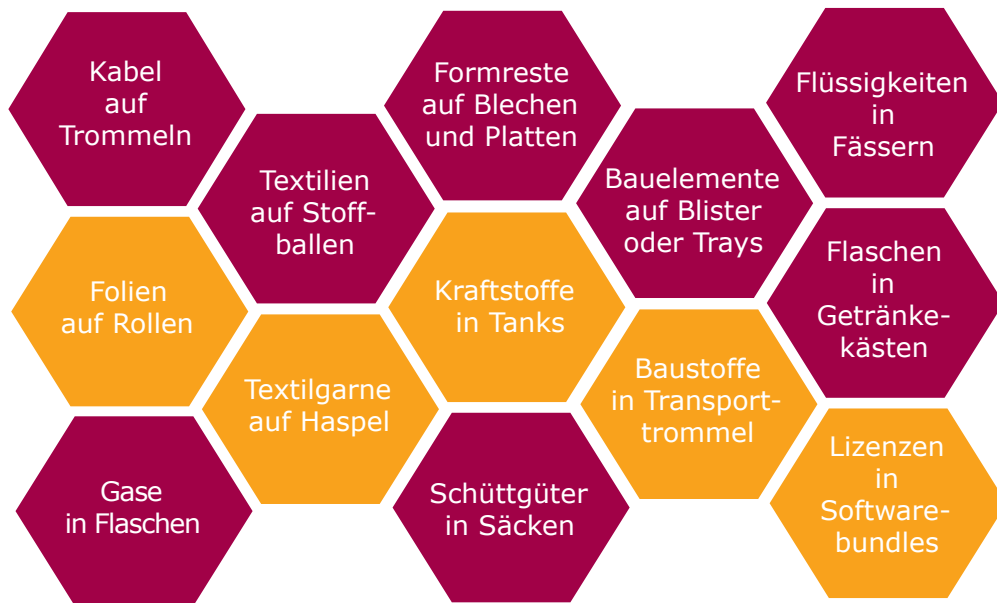 Kabel
auf
Trommeln
Formreste
auf Blechen
und Platten
Flüssigkeiten
in
Fässern
Textilien
auf Stoff-
ballen
Bauelemente
auf Blister
oder Trays
Folien
auf Rollen
Kraftstoffe
in Tanks
Flaschen
in
Getränke-
kästen
Textilgarne
auf Haspel
Baustoffe
in Transport-
trommel
Gase
in Flaschen
Schüttgüter
in Säcken
Lizenzen
in
Software-
bundles